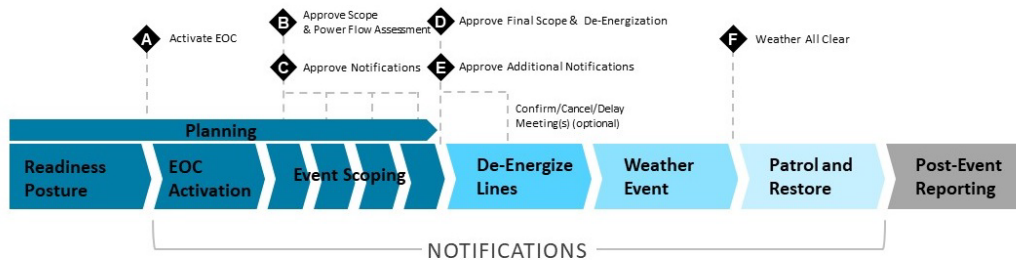 A
Activate EOC
B
Approve Scope
& Power Flow Assessment
C
Approve Notifications
D
Approve Final Scope & De-Energization
E
Approve Additional Notifications
Confirm/Cancel/Delay
Meeting(s) (optional)
F
Weather All Clear
Planning
Readiness
Posture
EOC
Activation
Event Scoping
De-Energize
Lines
Weather
Event
Patrol and
Restore
Post-Event
Reporting
NOTIFICATIONS